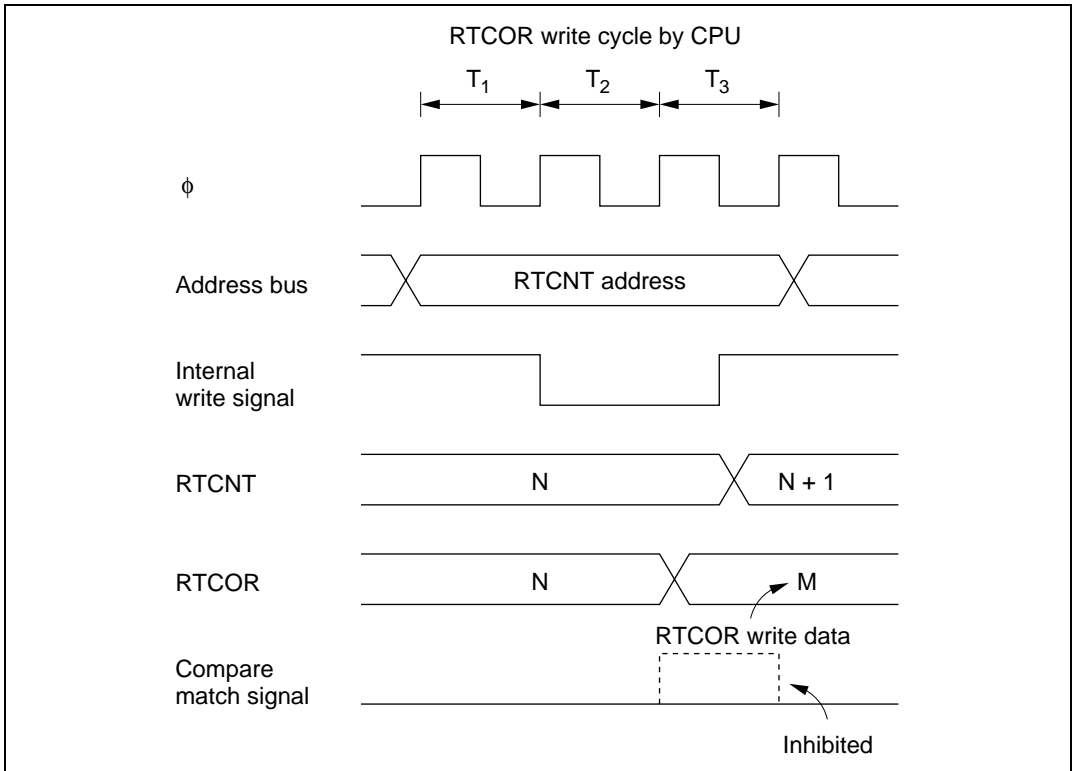 RTCOR write cycle by CPU
T1 T2 T3
φ
Address bus
RTCNT address
Internal
write signal
RTCNT
N
N + 1
RTCOR
N
M
RTCOR write data
Compare
match signal
Inhibited